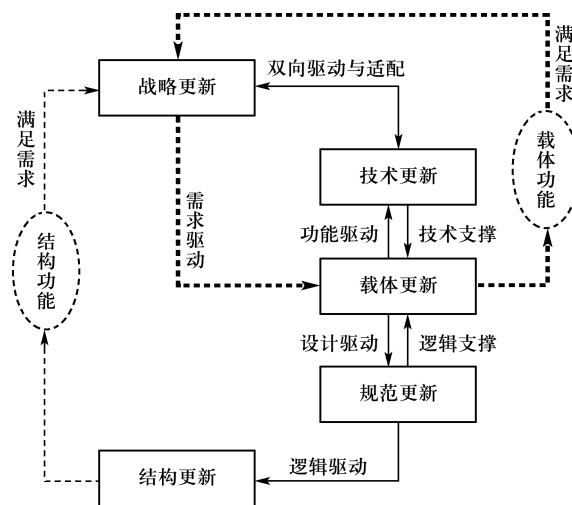 满足需求
双向驱动与适配
战略更新
满足需求
载体功能
技术更新
需求驱动
功能驱动
技术支撑
结构功能
载体更新
设计驱动
逻辑支撑
规范更新
逻辑驱动
结构更新